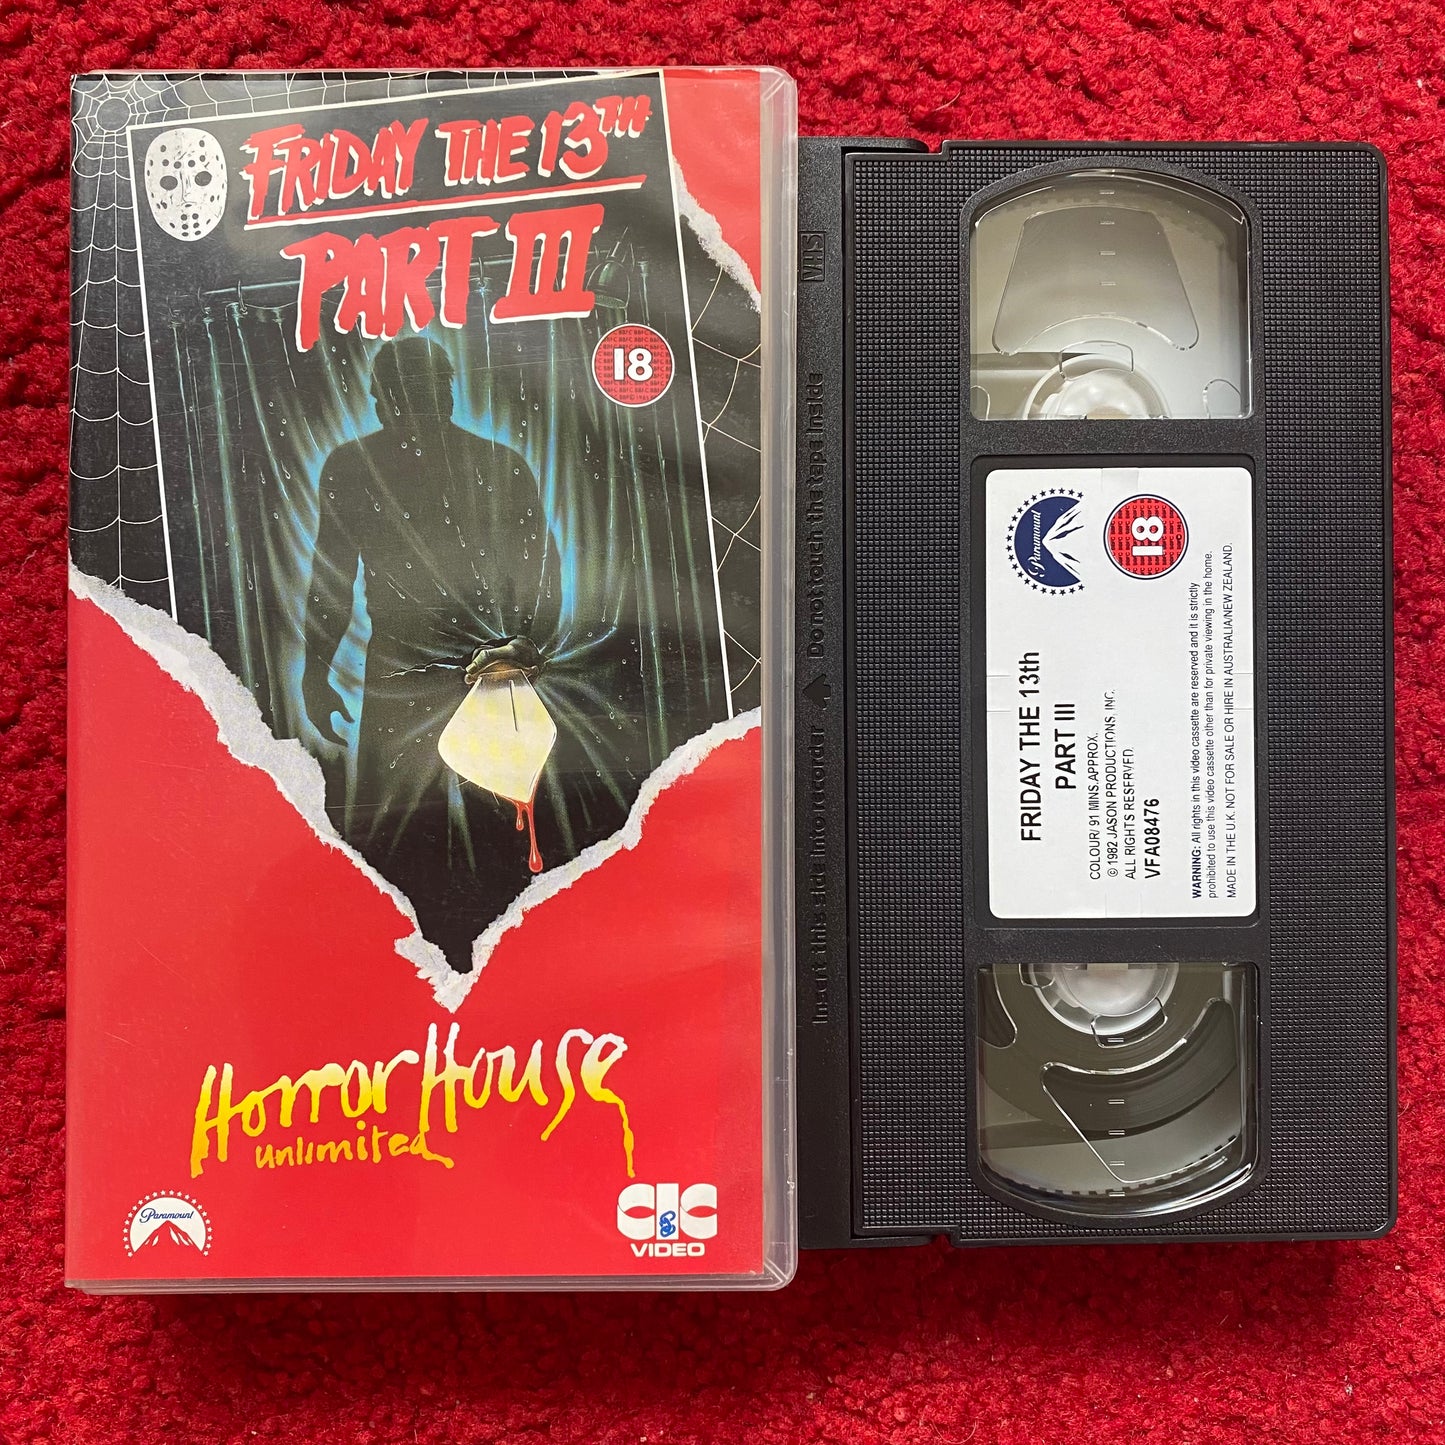 FRIDAY THE 13TH
PART III
18
HORROR HOUSE
UNLIMITED
Paramount
CIC
VIDEO
VHS
Do not touch the tape inside
Insert this side into recorder
Paramount
18
FRIDAY THE 13th
PART III
COLOUR/ 91 MINS.APPROX.
© 1982 JASON PRODUCTIONS, INC.
ALL RIGHTS RESERVED.
VFA08476
WARNING: All rights in this video cassette are reserved and it is strictly
prohibited to use this video cassette other than for private viewing in the home.
MADE IN THE U.K. NOT FOR SALE OR HIRE IN AUSTRALIA/NEW ZEALAND.